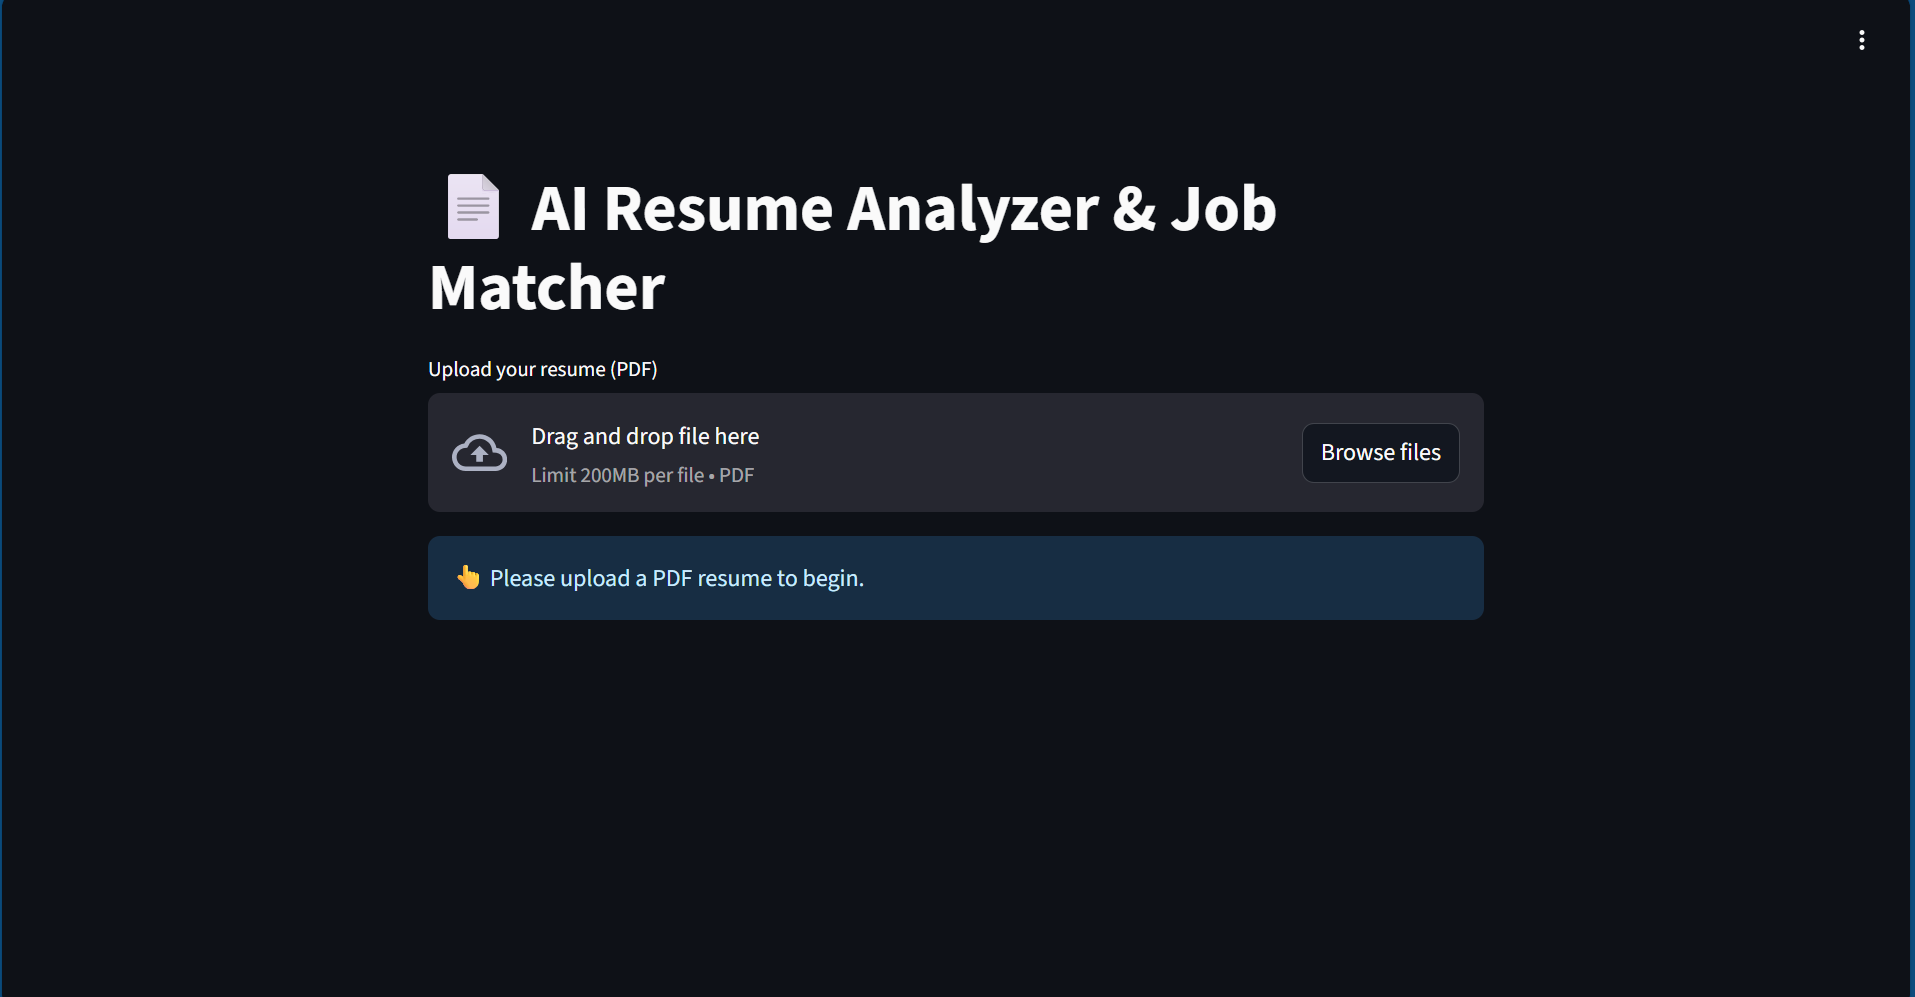 AI Resume Analyzer & Job
Matcher
Upload your resume (PDF)
Drag and drop file here
Limit 200MB per file • PDF
Browse files
👆 Please upload a PDF resume to begin.